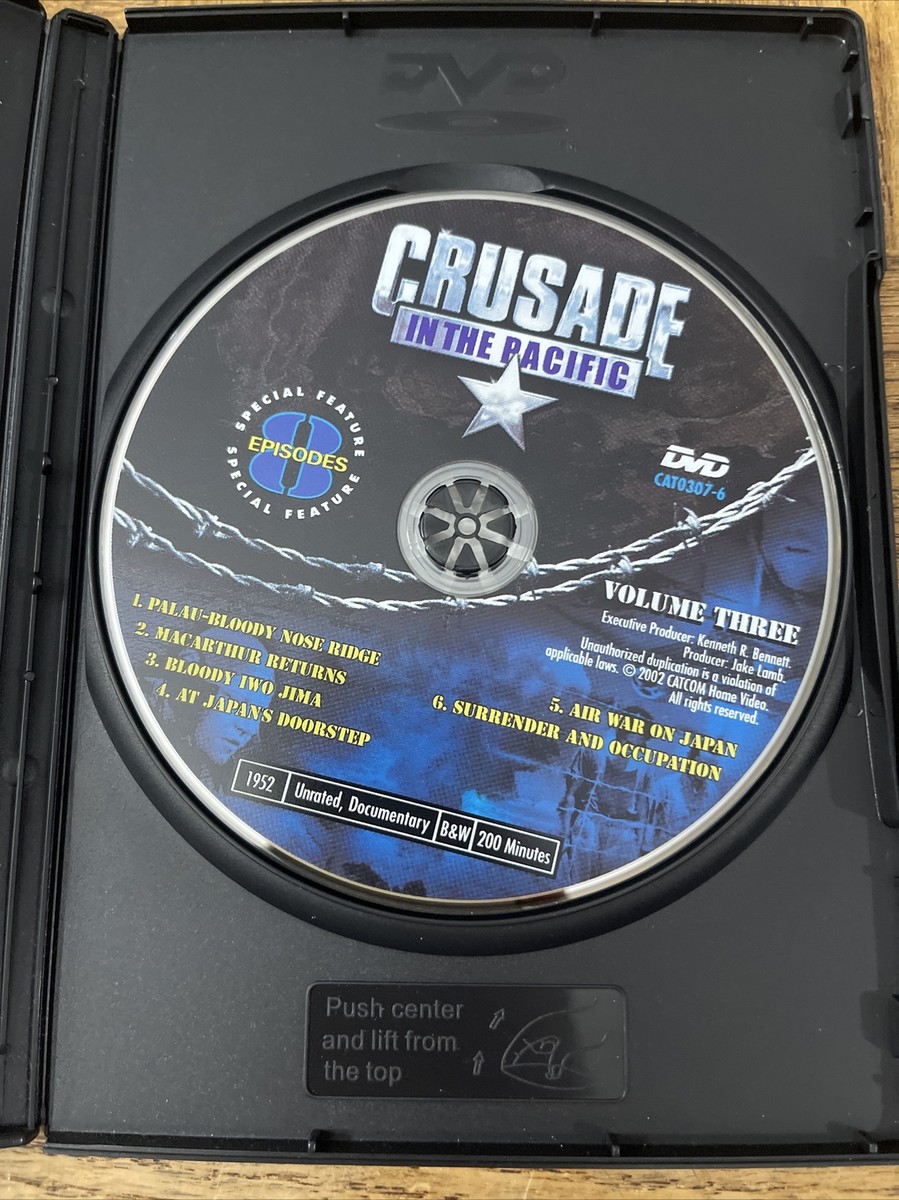 DVD
CRUSADE
IN THE PACIFIC
SPECIAL FEATURE
8
EPISODES
SPECIAL FEATURE
DVD
CAT0307-6
VOLUME THREE
Executive Producer: Kenneth R. Bennett.
Producer: Jake Lamb.
Unauthorized duplication is a violation of
applicable laws. © 2002 CATCOM Home Video.
All rights reserved.
1. PALAU-BLOODY NOSE RIDGE
2. MACARTHUR RETURNS
3. BLOODY IWO JIMA
4. AT JAPAN'S DOORSTEP
5. AIR WAR ON JAPAN
6. SURRENDER AND OCCUPATION
1952 Unrated, Documentary B&W 200 Minutes
Push center
and lift from
the top